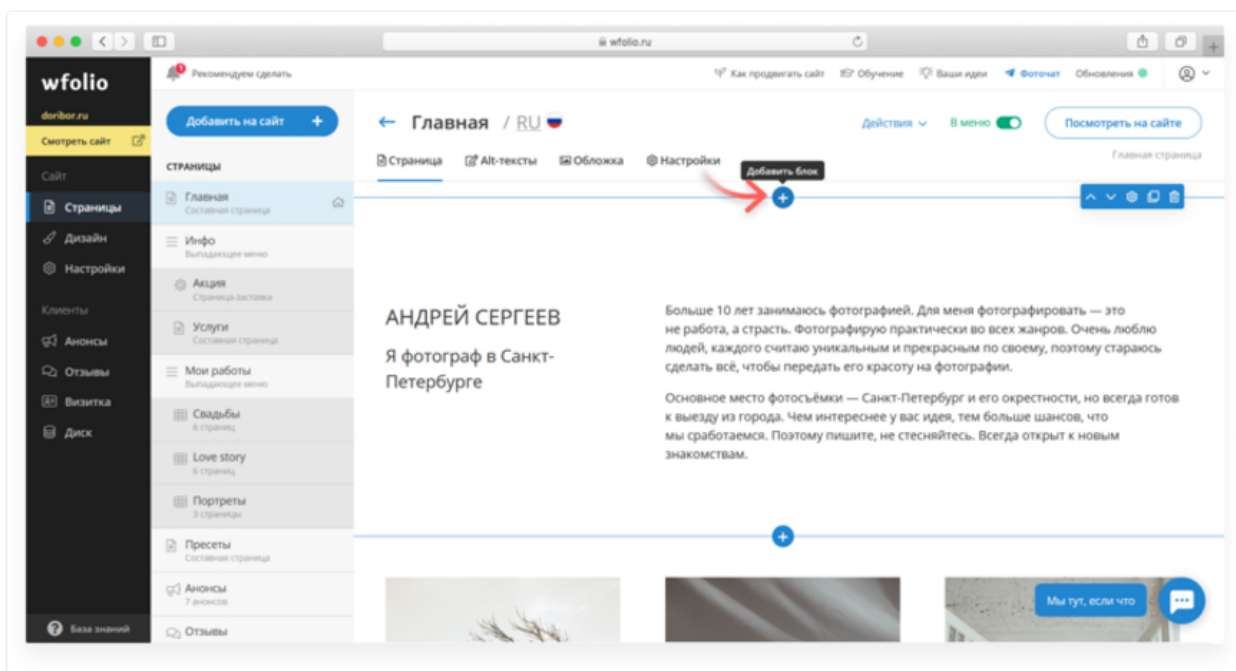 wfolio.ru
wfolio
Рекомендуем сделать
Как продвигать сайт
Обучение
Ваши идеи
Фоточат
Обновления
doribor.ru
Смотреть сайт
Добавить на сайт +
Главная / RU
Действия
В меню
Посмотреть на сайте
Главная страница
Страница
Alt-тексты
Обложка
Настройки
Добавить блок
Сайт
Страницы
Дизайн
Настройки
Клиенты
Анонсы
Отзывы
Визитка
Диск
База знаний
СТРАНИЦЫ
Главная
Составная страница
Инфо
Выпадающее меню
Акция
Страница-заставка
Услуги
Составная страница
Мои работы
Выпадающее меню
Свадьбы
6 страниц
Love story
6 страниц
Портреты
3 страницы
Пресеты
Составная страница
Анонсы
7 анонсов
Отзывы
АНДРЕЙ СЕРГЕЕВ
Я фотограф в Санкт-
Петербурге
Больше 10 лет занимаюсь фотографией. Для меня фотографировать — это
не работа, а страсть. Фотографирую практически во всех жанрах. Очень люблю
людей, каждого считаю уникальным и прекрасным по своему, поэтому стараюсь
сделать всё, чтобы передать его красоту на фотографии.
Основное место фотосъёмки — Санкт-Петербург и его окрестности, но всегда готов
к выезду из города. Чем интереснее у вас идея, тем больше шансов, что
мы сработаемся. Поэтому пишите, не стесняйтесь. Всегда открыт к новым
знакомствам.
Мы тут, если что